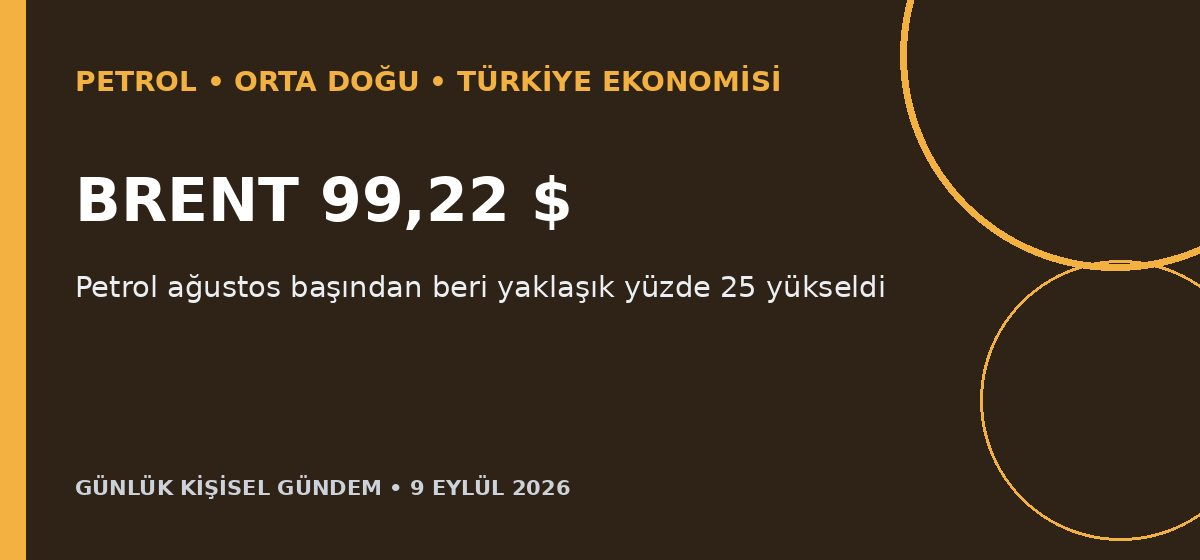 PETROL • ORTA DOĞU • TÜRKİYE EKONOMİSİ
BRENT 99,22 $
Petrol ağustos başından beri yaklaşık yüzde 25 yükseldi
GÜNLÜK KİŞİSEL GÜNDEM • 9 EYLÜL 2026